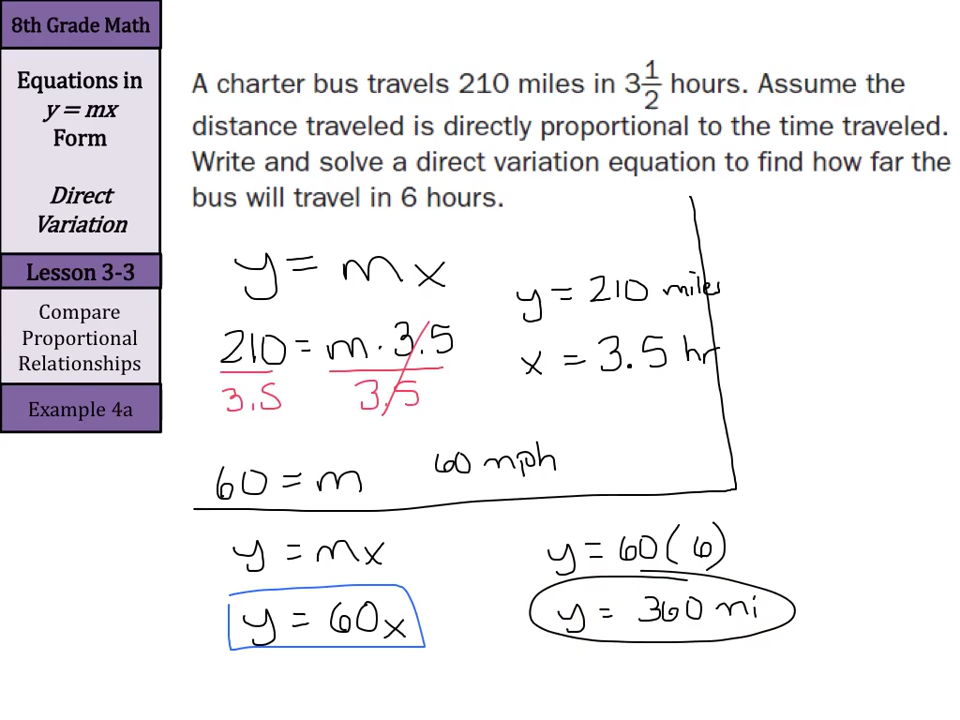 8th Grade Math
Equations in
y = mx
Form
Direct
Variation
Lesson 3-3
Compare
Proportional
Relationships
Example 4a
A charter bus travels 210 miles in 3 1/2 hours. Assume the
distance traveled is directly proportional to the time traveled.
Write and solve a direct variation equation to find how far the
bus will travel in 6 hours.
y = mx
210 = m · 3.5
3.5 3.5
y = 210 miles
x = 3.5 hr
60 = m
60 mph
y = mx
y = 60x
y = 60(6)
y = 360 mi